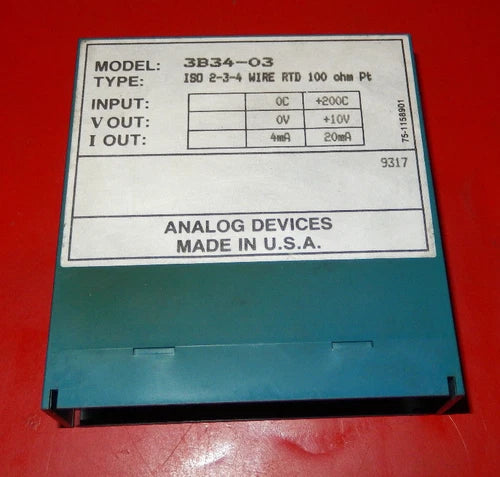 MODEL: 3B34-03
TYPE: ISO 2-3-4 WIRE RTD 100 ohm Pt
INPUT: 0C +200C
V OUT: 0V +10V
I OUT: 4mA 20mA
75-1158901
9317
ANALOG DEVICES
MADE IN U.S.A.